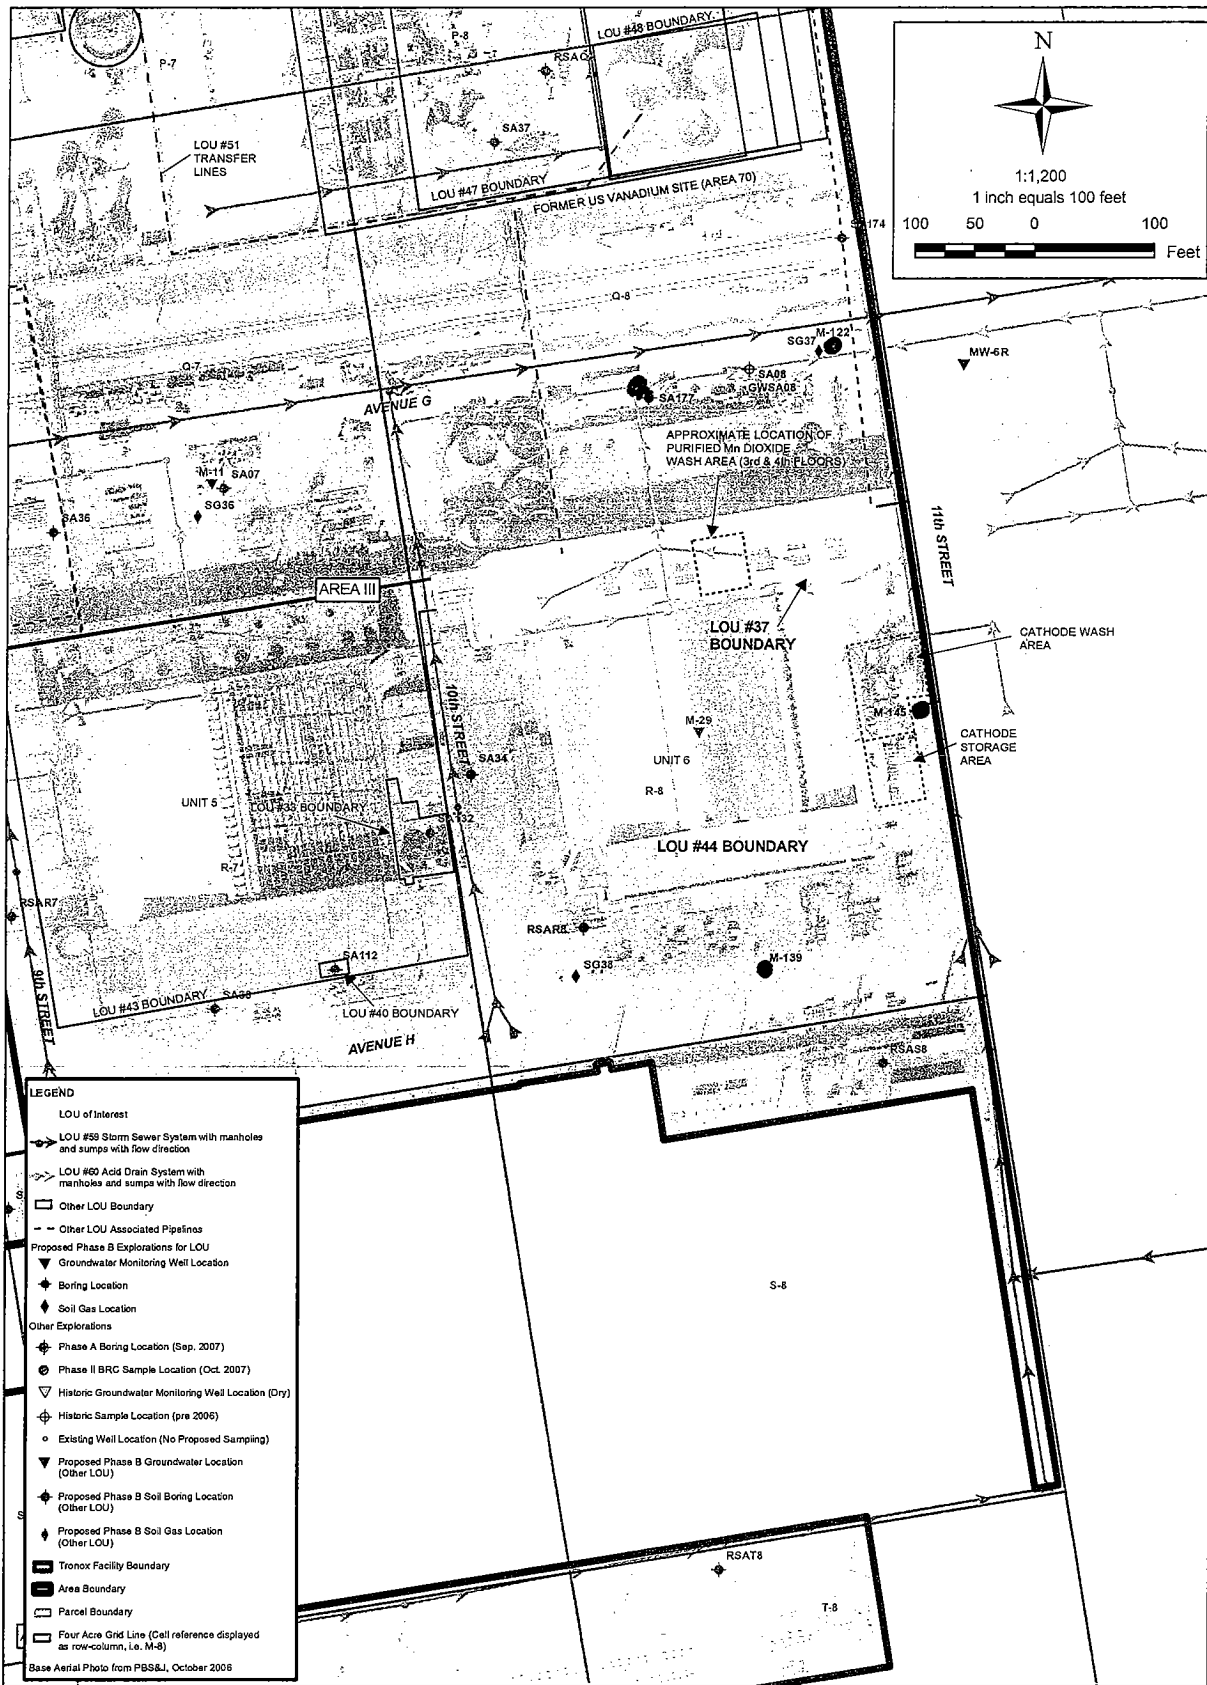 LOU #48 BOUNDARY
P-8
P-7
SA37
LOU #51
TRANSFER
LINES
LOU #47 BOUNDARY
FORMER US VANADIUM SITE (AREA 70)
N
1:1,200
1 inch equals 100 feet
100 50 0 100
Feet
Q-8
M-122
SG37
MW-6R
Q-7
SA08
GWSA08
AVENUE G
SA177
APPROXIMATE LOCATION OF
PURIFIED Mn DIOXIDE
WASH AREA (3rd & 4th FLOORS)
M-11
SA07
SG36
SA36
11th STREET
AREA III
LOU #37
BOUNDARY
CATHODE WASH
AREA
10th STREET
M-29
M-145
CATHODE
STORAGE
AREA
SA34
UNIT 6
UNIT 5
R-8
LOU #33 BOUNDARY
LOU #44 BOUNDARY
R-7
RSAR7
RSAR8
SA112
SG38
M-139
9th STREET
LOU #43 BOUNDARY
LOU #40 BOUNDARY
AVENUE H
RSAS8
LEGEND
LOU of Interest
LOU #59 Storm Sewer System with manholes
and sumps with flow direction
LOU #60 Acid Drain System with
manholes and sumps with flow direction
Other LOU Boundary
Other LOU Associated Pipelines
Proposed Phase B Explorations for LOU
Groundwater Monitoring Well Location
Boring Location
Soil Gas Location
Other Explorations
Phase A Boring Location (Sep. 2007)
Phase II BRC Sample Location (Oct. 2007)
Historic Groundwater Monitoring Well Location (Dry)
Historic Sample Location (pre 2006)
Existing Well Location (No Proposed Sampling)
Proposed Phase B Groundwater Location
(Other LOU)
Proposed Phase B Soil Boring Location
(Other LOU)
Proposed Phase B Soil Gas Location
(Other LOU)
Tronox Facility Boundary
Area Boundary
Parcel Boundary
Four Acre Grid Line (Cell reference displayed
as row-column, i.e. M-8)
Base Aerial Photo from PBS&J, October 2006
S-8
RSAT8
T-8